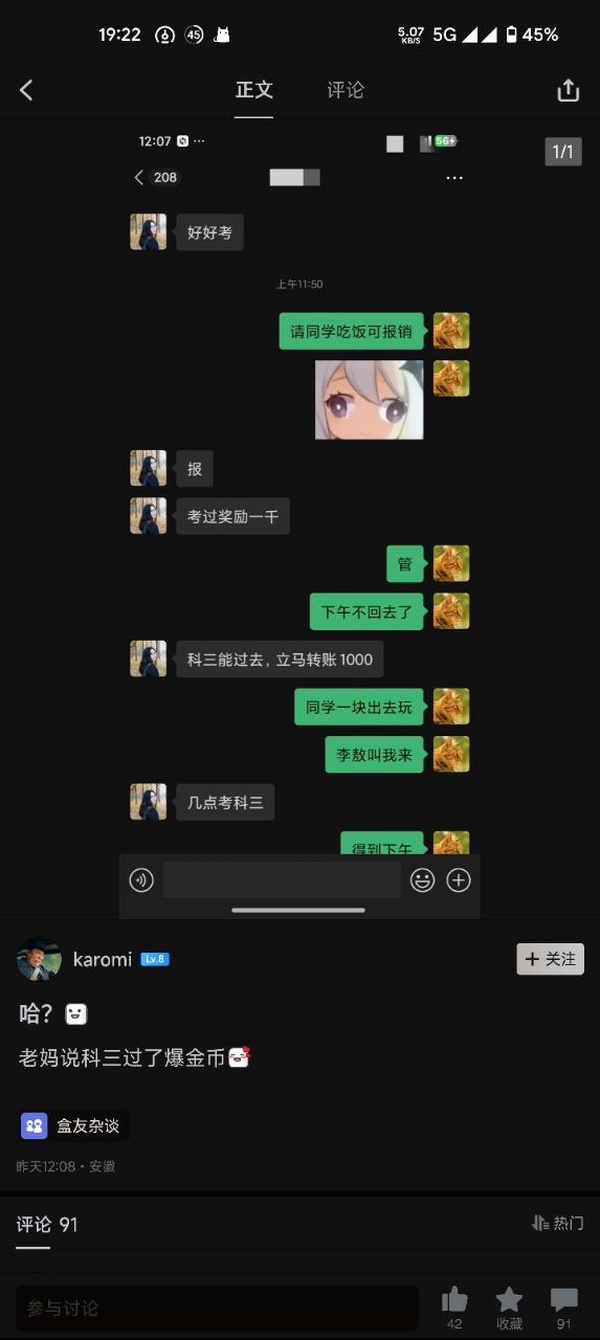 19:22
45
5.07
KB/S
5G
45%
正文
评论
12:07
56
1/1
208
好好考
上午11:50
请同学吃饭可报销
报
考过奖励一千
管
下午不回去了
科三能过去，立马转账1000
同学一块出去玩
李敖叫我来
几点考科三
得到下午
karomi
Lv.8
+ 关注
哈？
老妈说科三过了爆金币
盒友杂谈
昨天12:08・安徽
评论 91
热门
参与讨论
42
收藏
91